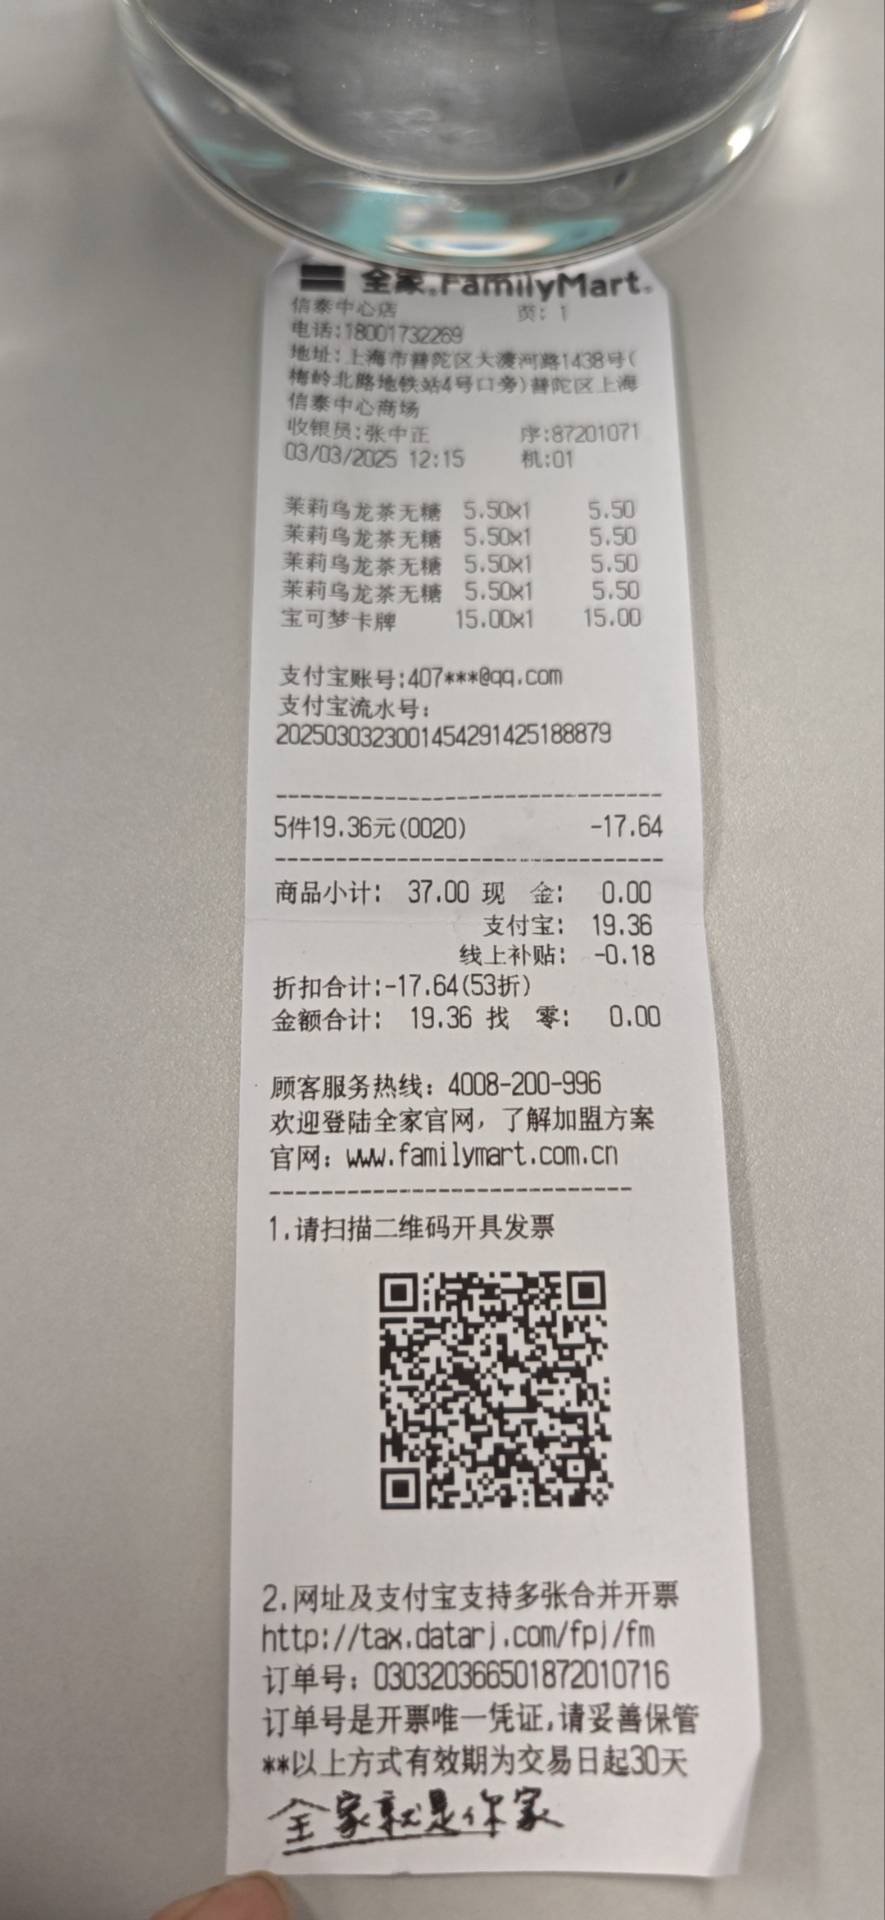 全家 FamilyMart
信泰中心店 页: 1
电话:18001732269
地址:上海市普陀区大渡河路1438号(
梅岭北路地铁站4号口旁)普陀区上海
信泰中心商场
收银员:张中正 序:87201071
03/03/2025 12:15 机:01
茉莉乌龙茶无糖 5.50x1 5.50
茉莉乌龙茶无糖 5.50x1 5.50
茉莉乌龙茶无糖 5.50x1 5.50
茉莉乌龙茶无糖 5.50x1 5.50
宝可梦卡牌 15.00x1 15.00
支付宝账号:407***@qq.com
支付宝流水号:
2025030323001454291425188879
5件19.36元(0020) -17.64
商品小计: 37.00 现 金: 0.00
支付宝: 19.36
线上补贴: -0.18
折扣合计:-17.64(53折)
金额合计: 19.36 找 零: 0.00
顾客服务热线: 4008-200-996
欢迎登陆全家官网,了解加盟方案
官网: www.familymart.com.cn
1.请扫描二维码开具发票
2.网址及支付宝支持多张合并开票
http://tax.datarj.com/fpj/fm
订单号: 030320366501872010716
订单号是开票唯一凭证,请妥善保管
**以上方式有效期为交易日起30天
全家就是你家